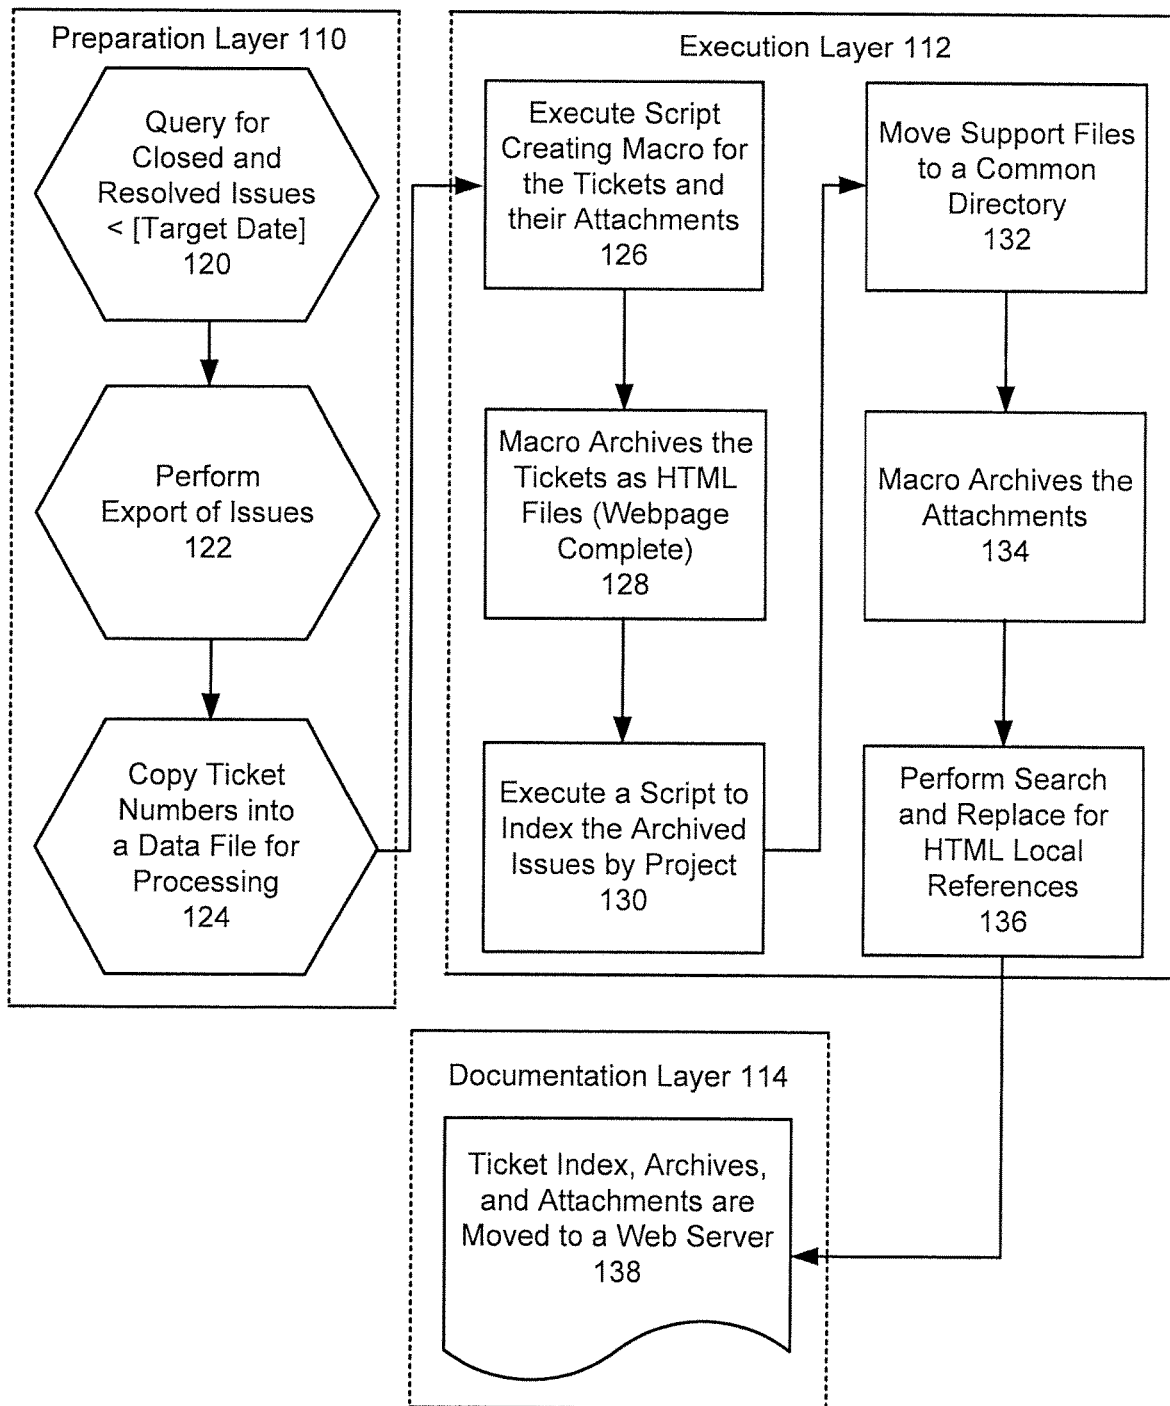 Preparation Layer 110
Query for
Closed and
Resolved Issues
< [Target Date]
120
Perform
Export of Issues
122
Copy Ticket
Numbers into
a Data File for
Processing
124
Execution Layer 112
Execute Script
Creating Macro for
the Tickets and
their Attachments
126
Macro Archives the
Tickets as HTML
Files (Webpage
Complete)
128
Execute a Script to
Index the Archived
Issues by Project
130
Move Support Files
to a Common
Directory
132
Macro Archives the
Attachments
134
Perform Search
and Replace for
HTML Local
References
136
Documentation Layer 114
Ticket Index, Archives,
and Attachments are
Moved to a Web Server
138